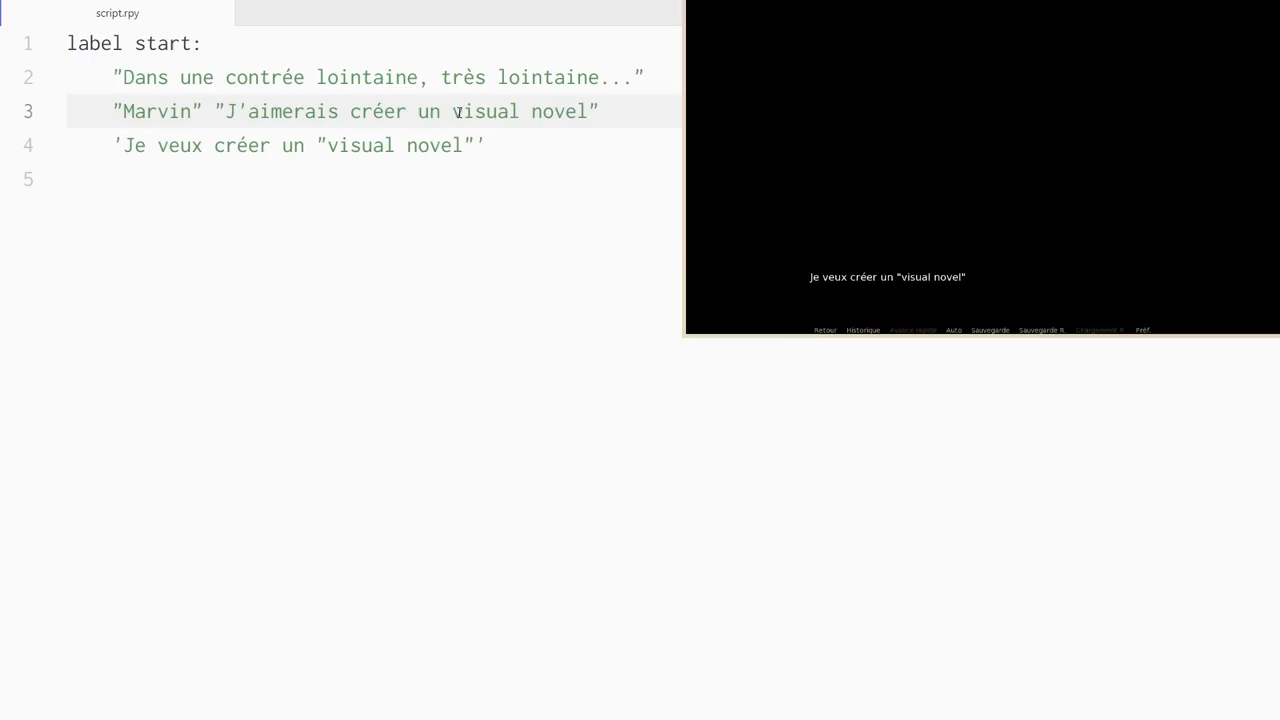 script.rpy
1 label start:
2 "Dans une contrée lointaine, très lointaine..."
3 "Marvin" "J'aimerais créer un visual novel"
4 'Je veux créer un "visual novel"'
5
Je veux créer un "visual novel"
Retour Historique Avance rapide Auto Sauvegarde Sauvegarde R. Chargement R. Préf.